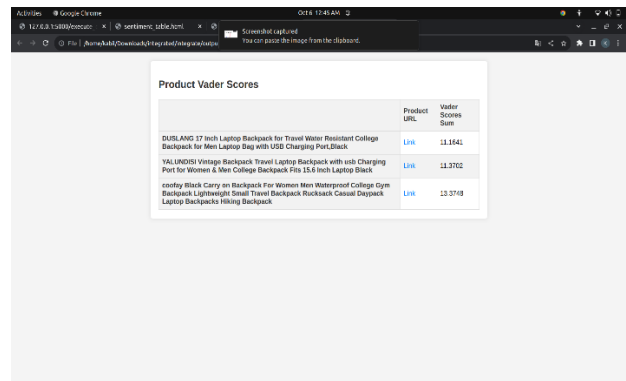 Activities Google Chrome Oct 6 12:45 AM
127.0.0.1:5000/execute × sentiment_table.html ×
Screenshot captured
You can paste the image from the clipboard.
File /home/kabil/Downloads/integrated/ntegrate/outpu
Product Vader Scores
Product URL
Vader Scores Sum
DUSLANG 17 Inch Laptop Backpack for Travel Water Resistant College
Backpack for Men Laptop Bag with USB Charging Port,Black
Link 11.1641
YALUNDISI Vintage Backpack Travel Laptop Backpack with usb Charging
Port for Women & Men College Backpack Fits 15.6 Inch Laptop Black
Link 11.3702
coofay Black Carry on Backpack For Women Men Waterproof College Gym
Backpack Lightweight Small Travel Backpack Rucksack Casual Daypack
Laptop Backpacks Hiking Backpack
Link 13.3748